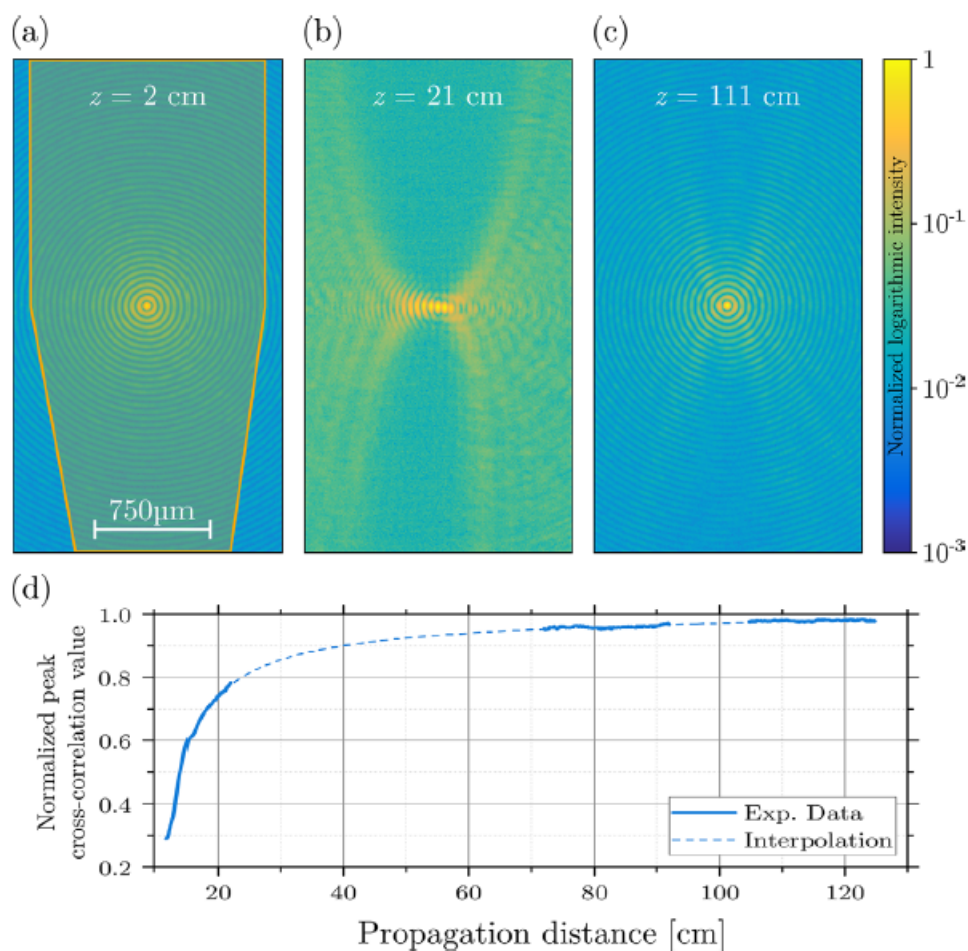 (a)
(b)
(c)
z = 2 cm
z = 21 cm
z = 111 cm
750µm
1
10⁻¹
10⁻²
10⁻³
Normalized logarithmic intensity
(d)
Normalized peak
cross-correlation value
1.0
0.8
0.6
0.4
0.2
Exp. Data
Interpolation
20
40
60
80
100
120
Propagation distance [cm]